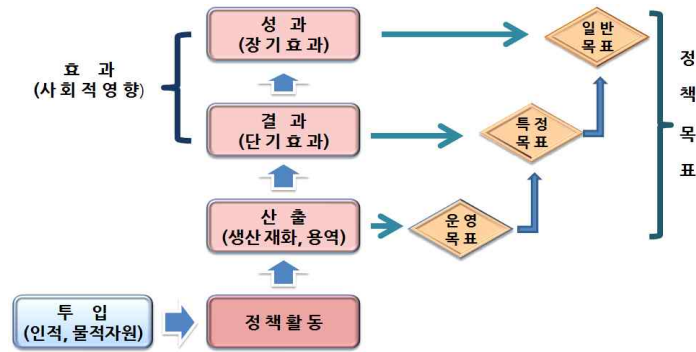 성 과
(장기효과)
일반
목표
효 과
(사회적영향)
결 과
(단기효과)
특정
목표
정
책
목
표
산 출
(생산재화, 용역)
운영
목표
투 입
(인적, 물적자원)
정책활동